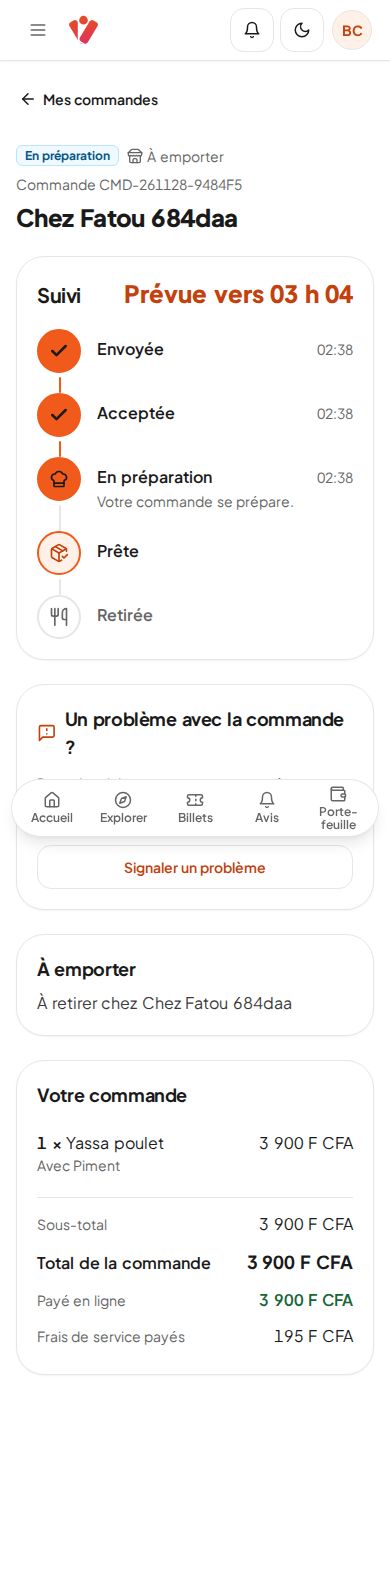 BC
Mes commandes
En préparation À emporter
Commande CMD-261128-9484F5
Chez Fatou 684daa
Suivi Prévue vers 03 h 04
Envoyée 02:38
Acceptée 02:38
En préparation 02:38
Votre commande se prépare.
Prête
Retirée
Un problème avec la commande
?
Accueil Explorer Billets Avis Porte-
feuille
Signaler un problème
À emporter
À retirer chez Chez Fatou 684daa
Votre commande
1 × Yassa poulet 3 900 F CFA
Avec Piment
Sous-total 3 900 F CFA
Total de la commande 3 900 F CFA
Payé en ligne 3 900 F CFA
Frais de service payés 195 F CFA